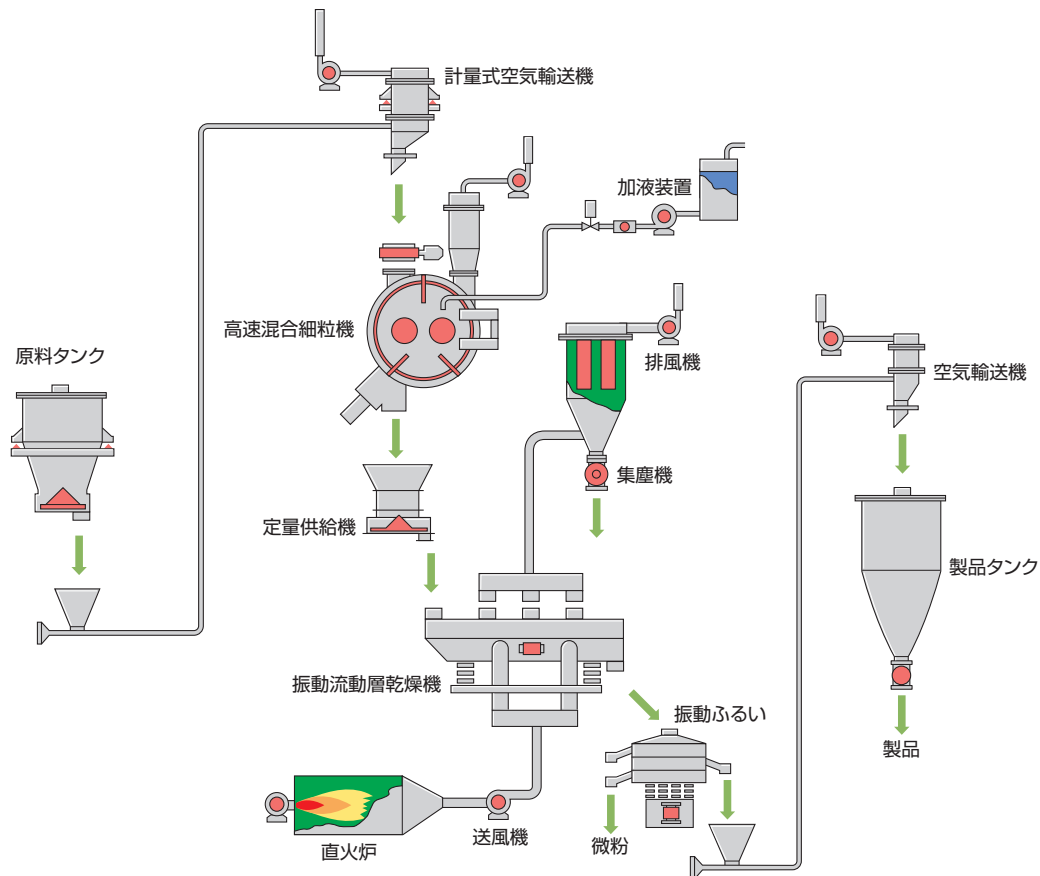 計量式空気輸送機
加液装置
高速混合細粒機
原料タンク
排風機
空気輸送機
集塵機
定量供給機
製品タンク
振動流動層乾燥機
振動ふるい
製品
送風機
微粉
直火炉